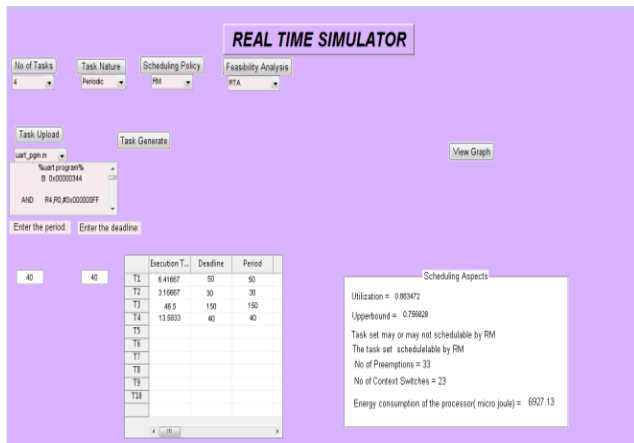 REAL TIME SIMULATOR
No of Tasks Task Nature Scheduling Policy Feasibility Analysis
4 Periodic RM RTA
Task Upload
Task Generate
View Graph
uart_pgm.m
%uart program%
B 0x00000344
AND R4,R0,#0x000000FF
Enter the period: Enter the deadline:
40 40
Execution T... Deadline Period
T1 6.41667 50 50
T2 3.16667 30 30
T3 46.5 150 150
T4 13.5833 40 40
T5
T6
T7
T8
T9
T10
Scheduling Aspects
Utilization = 0.883472
Upperbound = 0.756828
Task set may or may not schedulable by RM
The task set schedulelable by RM
No of Preemptions = 33
No of Context Switches = 23
Energy consumption of the processor( micro joule) = 6927.13